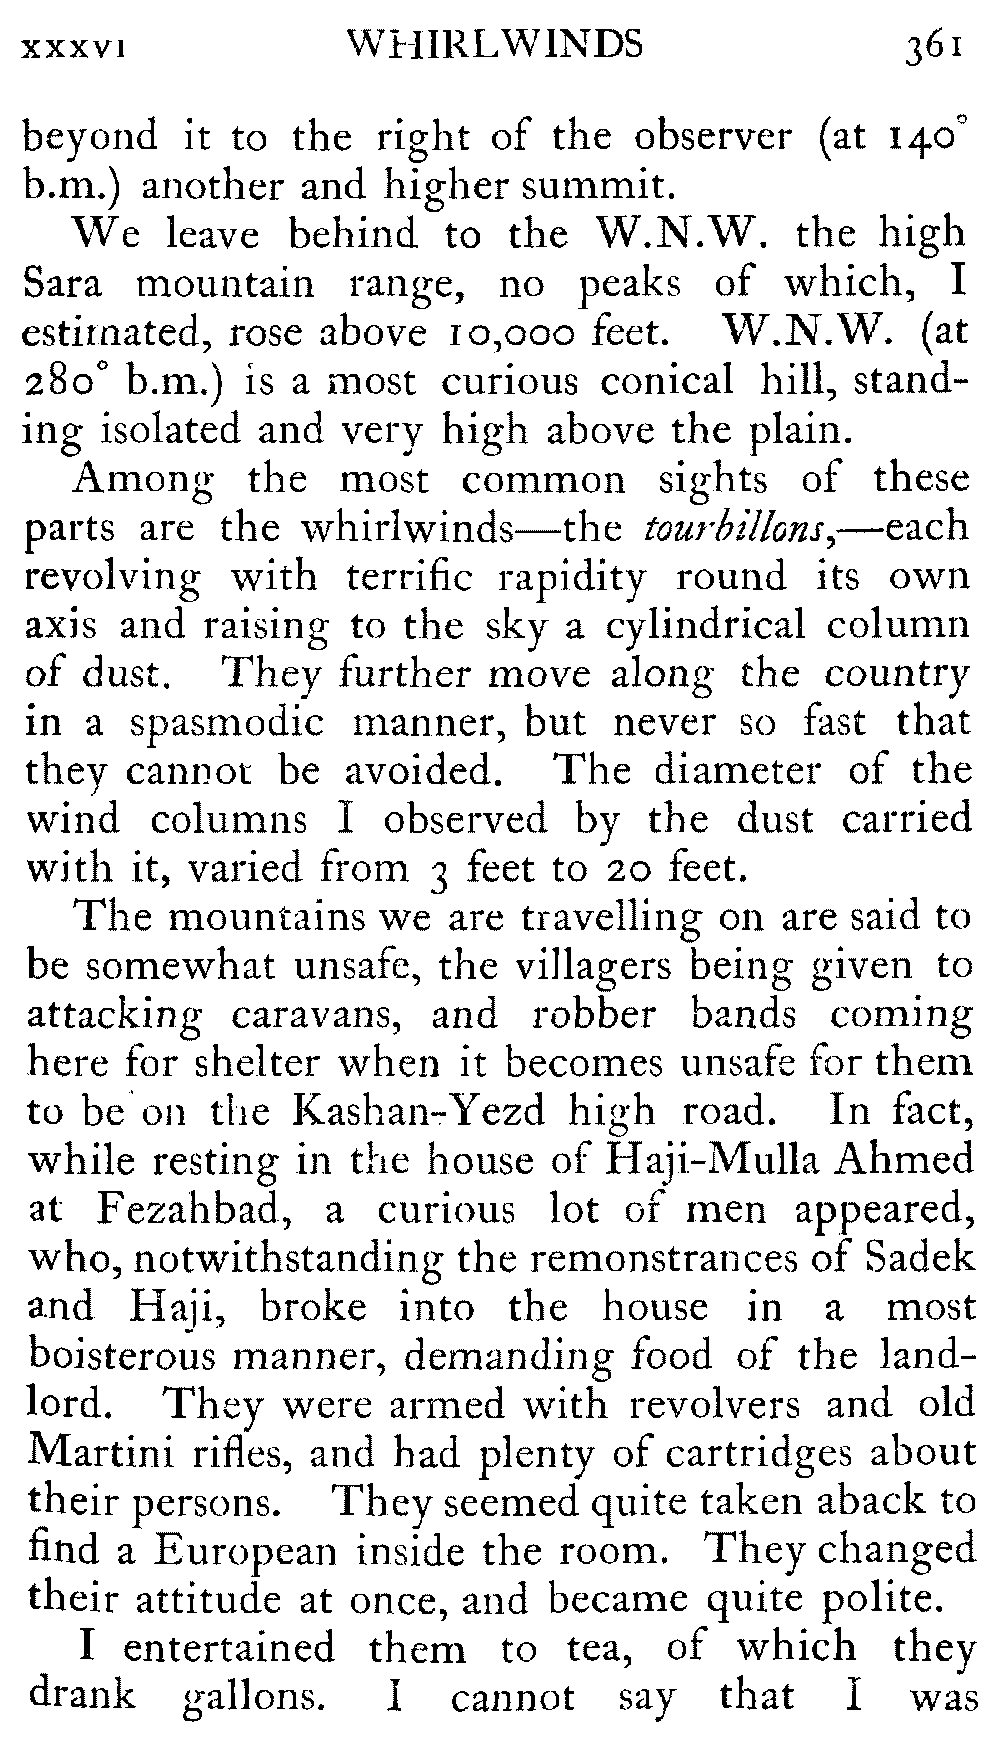 xxxvi WHIRLWINDS 361
beyond it to the right of the observer (at 140°
b.m.) another and higher summit.
We leave behind to the W.N.W. the high
Sara mountain range, no peaks of which, I
estimated, rose above 10,000 feet. W.N.W. (at
280° b.m.) is a most curious conical hill, stand-
ing isolated and very high above the plain.
Among the most common sights of these
parts are the whirlwinds—the tourbillons,—each
revolving with terrific rapidity round its own
axis and raising to the sky a cylindrical column
of dust. They further move along the country
in a spasmodic manner, but never so fast that
they cannot be avoided. The diameter of the
wind columns I observed by the dust carried
with it, varied from 3 feet to 20 feet.
The mountains we are travelling on are said to
be somewhat unsafe, the villagers being given to
attacking caravans, and robber bands coming
here for shelter when it becomes unsafe for them
to be on the Kashan-Yezd high road. In fact,
while resting in the house of Haji-Mulla Ahmed
at Fezahbad, a curious lot of men appeared,
who, notwithstanding the remonstrances of Sadek
and Haji, broke into the house in a most
boisterous manner, demanding food of the land-
lord. They were armed with revolvers and old
Martini rifles, and had plenty of cartridges about
their persons. They seemed quite taken aback to
find a European inside the room. They changed
their attitude at once, and became quite polite.
I entertained them to tea, of which they
drank gallons. I cannot say that I was